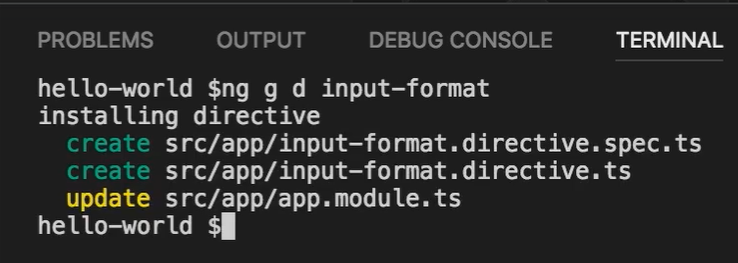 PROBLEMS OUTPUT DEBUG CONSOLE TERMINAL
hello-world $ng g d input-format
installing directive
  create src/app/input-format.directive.spec.ts
  create src/app/input-format.directive.ts
  update src/app/app.module.ts
hello-world $